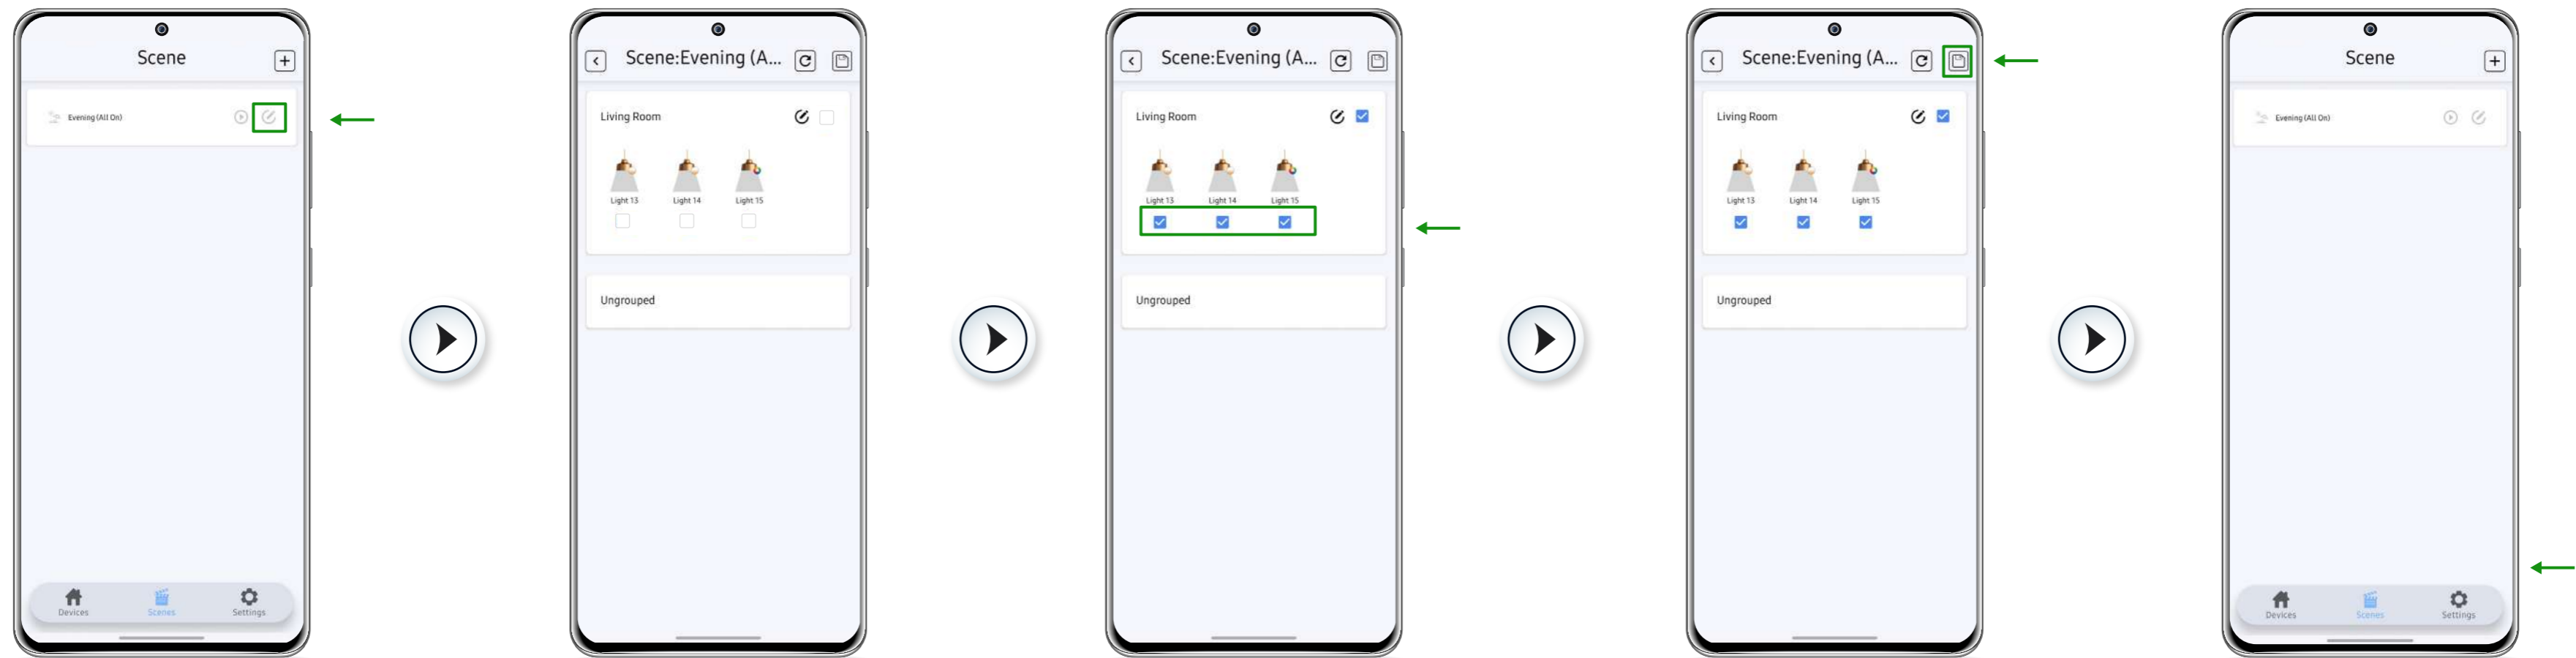 Scene
Evening (All On)
Devices
Scenes
Settings
Scene:Evening (A...
Living Room
Light 13
Light 14
Light 15
Ungrouped
Scene:Evening (A...
Living Room
Light 13
Light 14
Light 15
Ungrouped
Scene:Evening (A...
Living Room
Light 13
Light 14
Light 15
Ungrouped
Scene
Evening (All On)
Devices
Scenes
Settings